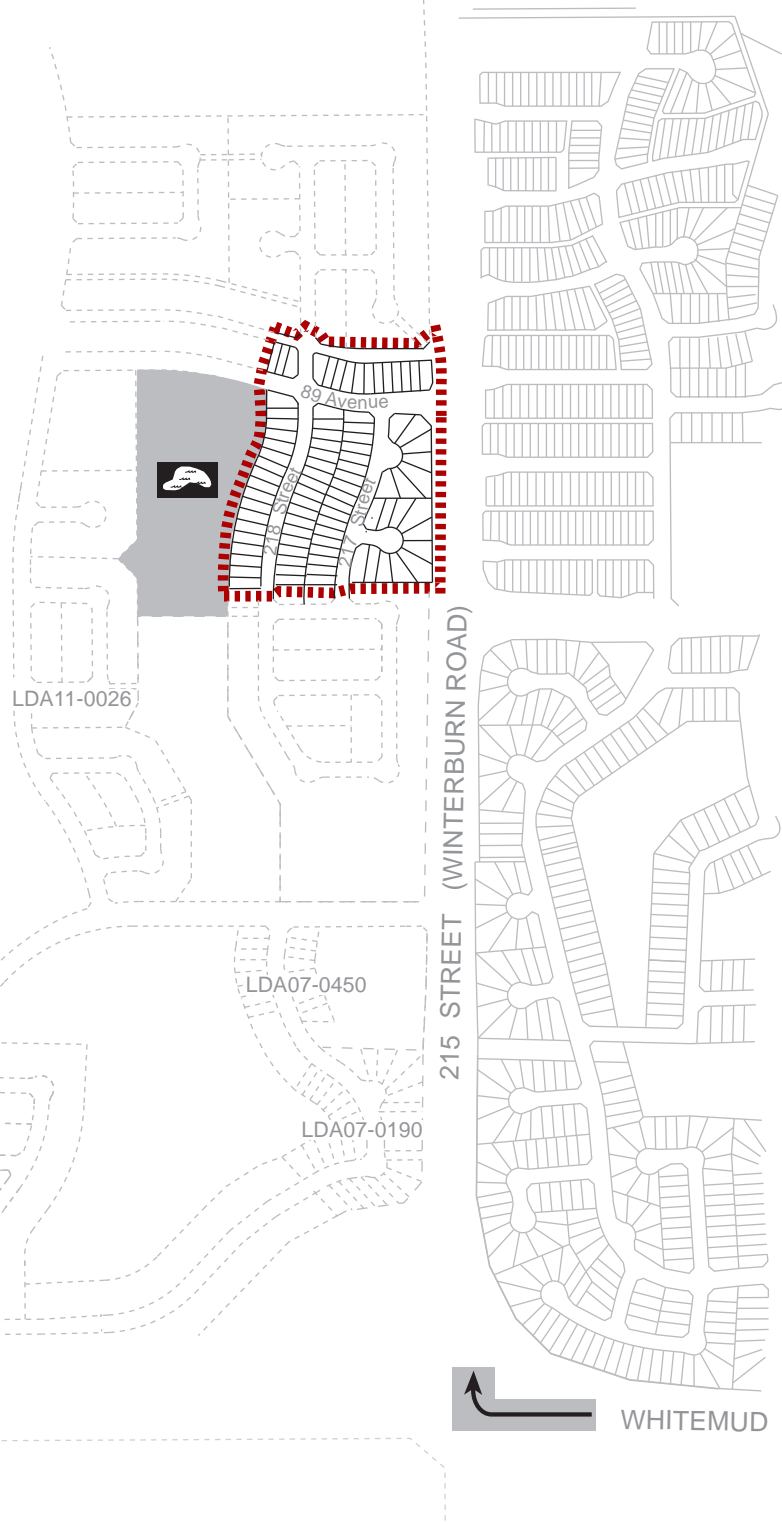 89 Avenue
218 Street
217 Street
LDA11-0026
215 STREET (WINTERBURN ROAD)
LDA07-0450
LDA07-0190
WHITEMUD